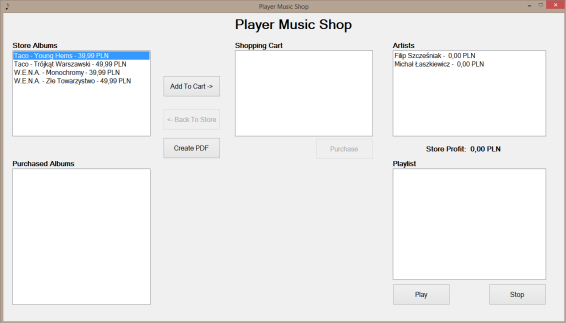 Player Music Shop
Player Music Shop
Store Albums
Taco - Young Hems - 39,99 PLN
Taco - Trójkąt Warszawski - 49,99 PLN
W.E.N.A. - Monochromy - 39,99 PLN
W.E.N.A. - Złe Towarzystwo - 49,99 PLN
Add To Cart ->
<- Back To Store
Create PDF
Shopping Cart
Purchase
Artists
Filip Szcześniak - 0,00 PLN
Michał Łaszkiewicz - 0,00 PLN
Store Profit: 0,00 PLN
Purchased Albums
Playlist
Play
Stop